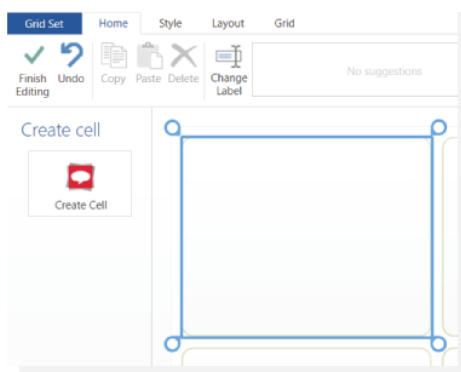 Grid Set Home Style Layout Grid
Finish Editing Undo Copy Paste Delete Change Label No suggestions
Create cell
Create Cell